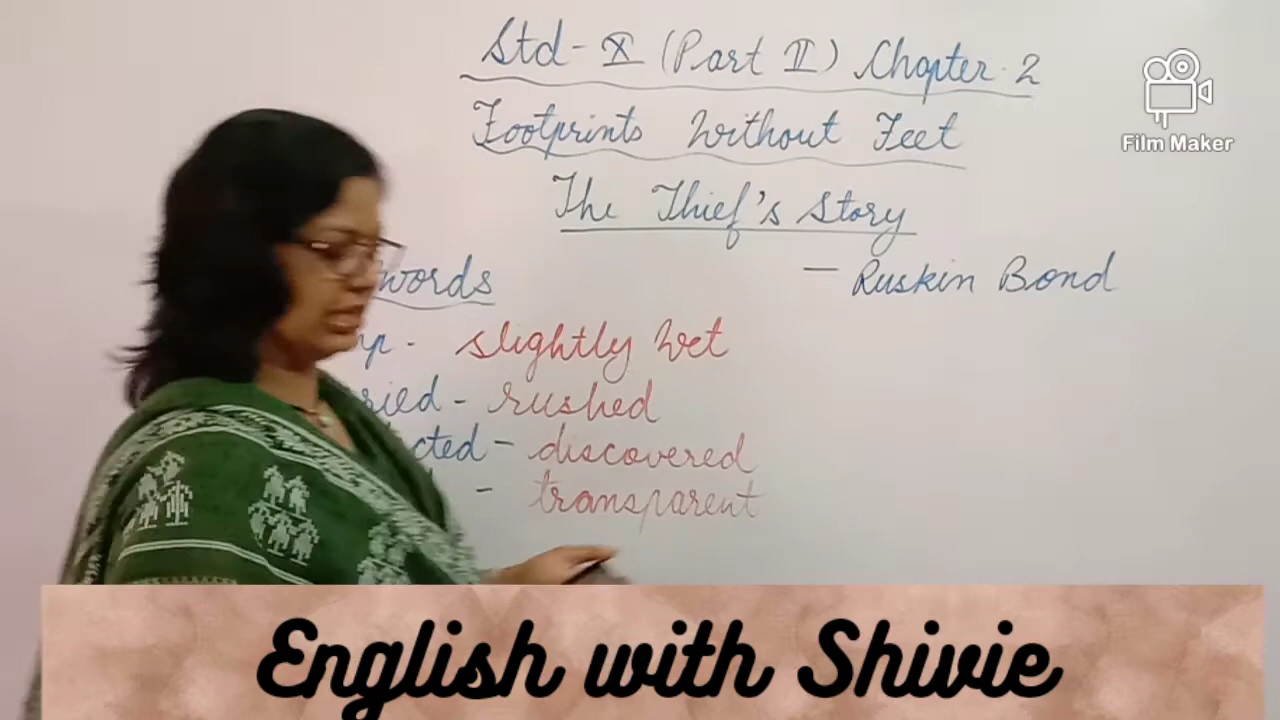 Std - X (Part II) Chapter. 2
Footprints Without Feet
The Thief's Story
- Ruskin Bond
words
- slightly wet
- rushed
- discovered
- transparent
Film Maker
English with Shivie